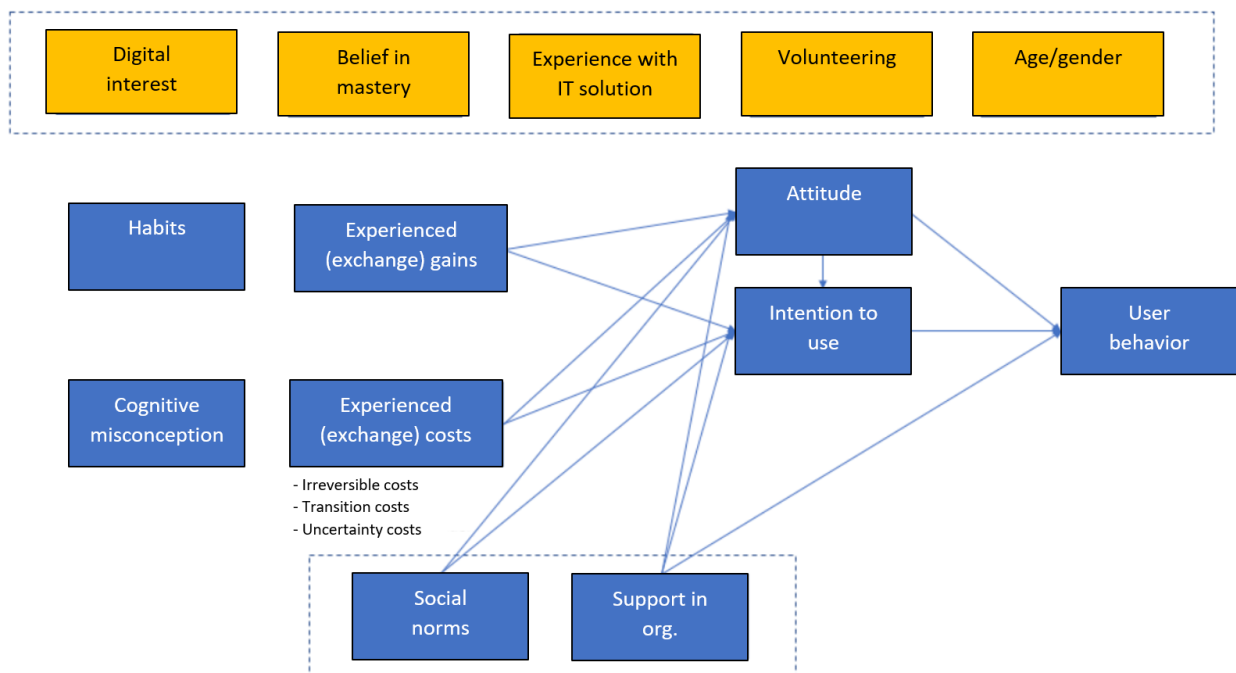 Digital
interest
Belief in
mastery
Experience with
IT solution
Volunteering
Age/gender
Habits
Experienced
(exchange) gains
Attitude
Intention to
use
User
behavior
Cognitive
misconception
Experienced
(exchange) costs
- Irreversible costs
- Transition costs
- Uncertainty costs
Social
norms
Support in
org.